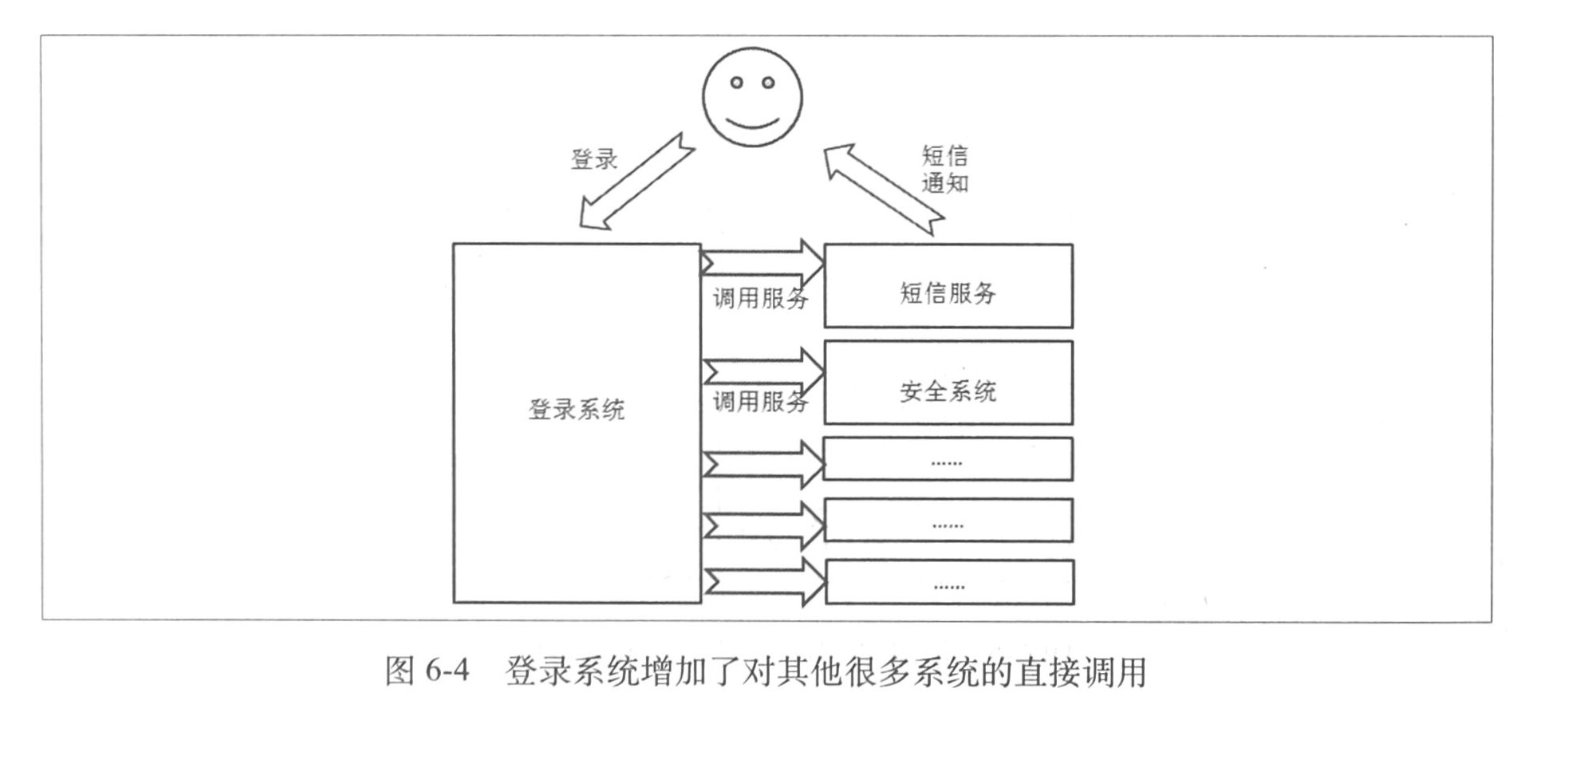 登录
短信
通知
调用服务
短信服务
调用服务
安全系统
登录系统
......
......
......
图 6-4 登录系统增加了对其他很多系统的直接调用